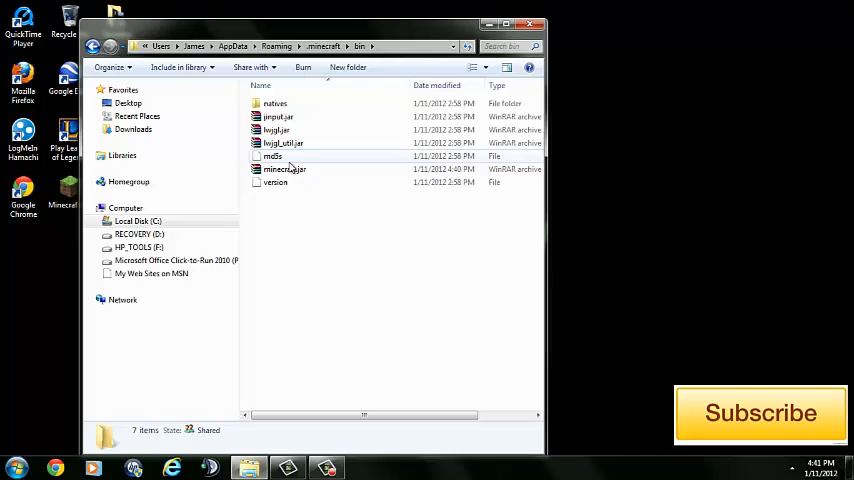 QuickTime
Player
Recycle
Mozilla
Firefox
Google E
LogMeIn
Hamachi
Play Lea
of Legen
Google
Chrome
Minecraft
Users
James
AppData
Roaming
.minecraft
bin
Search bin
Organize
Include in library
Share with
Burn
New folder
Favorites
Desktop
Recent Places
Downloads
Libraries
Homegroup
Computer
Local Disk (C:)
RECOVERY (D:)
HP_TOOLS (F:)
Microsoft Office Click-to-Run 2010 (P
My Web Sites on MSN
Network
Name
Date modified
Type
natives
1/11/2012 2:58 PM
File folder
jinput.jar
1/11/2012 2:58 PM
WinRAR archive
lwjgl.jar
1/11/2012 2:58 PM
WinRAR archive
lwjgl_util.jar
1/11/2012 2:58 PM
WinRAR archive
md5s
1/11/2012 2:58 PM
File
minecraft.jar
1/11/2012 4:40 PM
WinRAR archive
version
1/11/2012 2:58 PM
File
7 items
State:
Shared
Subscribe
4:41 PM
1/11/2012